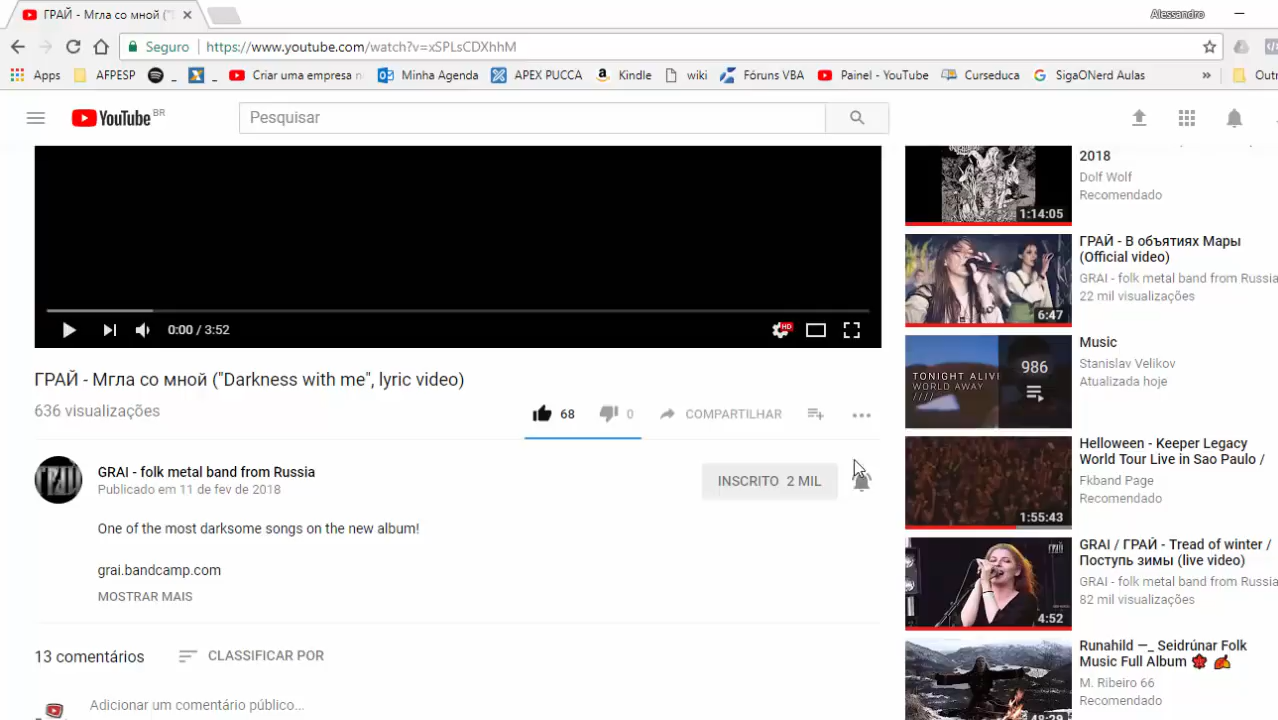 ГРАЙ - Мгла со мной ("
Alessandro
Seguro
https://www.youtube.com/watch?v=xSPLsCDXhhM
Apps
AFPESP
Criar uma empresa n
Minha Agenda
APEX PUCCA
Kindle
wiki
Fóruns VBA
Painel - YouTube
Curseduca
SigaONerd Aulas
»
Outr
YouTube BR
Pesquisar
0:00 / 3:52
HD
ГРАЙ - Мгла со мной ("Darkness with me", lyric video)
636 visualizações
68
0
COMPARTILHAR
GRAI - folk metal band from Russia
Publicado em 11 de fev de 2018
INSCRITO 2 MIL
One of the most darksome songs on the new album!
grai.bandcamp.com
MOSTRAR MAIS
13 comentários
CLASSIFICAR POR
Adicionar um comentário público...
2018
Dolf Wolf
Recomendado
1:14:05
ГРАЙ - В объятиях Мары
(Official video)
GRAI - folk metal band from Russia
22 mil visualizações
6:47
Music
Stanislav Velikov
Atualizada hoje
TONIGHT ALIVE
WORLD AWAY
////
986
Helloween - Keeper Legacy
World Tour Live in Sao Paulo /
Fkband Page
Recomendado
1:55:43
GRAI / ГРАЙ - Tread of winter /
Поступь зимы (live video)
GRAI - folk metal band from Russia
82 mil visualizações
4:52
Runahild —_ Seidrúnar Folk
Music Full Album
M. Ribeiro 66
Recomendado
48:29